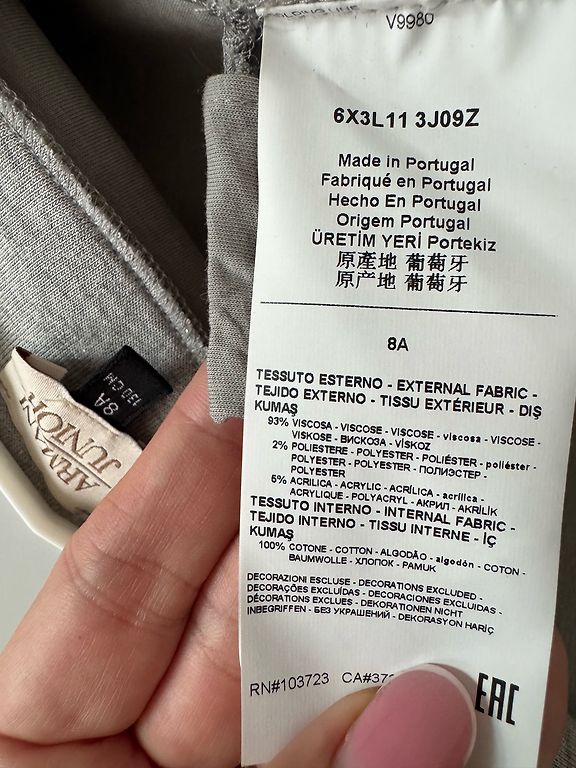 FOLDING LINE
V9980
6X3L11 3J09Z
Made in Portugal
Fabriqué en Portugal
Hecho En Portugal
Origem Portugal
ÜRETİM YERİ Portekiz
原產地 葡萄牙
原产地 葡萄牙
8A
TESSUTO ESTERNO - EXTERNAL FABRIC -
TEJIDO EXTERNO - TISSU EXTÉRIEUR - DIŞ
KUMAŞ
93% VISCOSA - VISCOSE - VISCOSE - viscosa - VISCOSE -
VISKOSE - ВИСКОЗА - VİSKOZ
2% POLIESTERE - POLYESTER - POLIÉSTER - poliéster -
POLYESTER - POLYESTER - ПОЛИЭСТЕР -
POLYESTER
5% ACRILICA - ACRYLIC - ACRÍLICA - acrílica -
ACRYLIQUE - POLYACRYL - АКРИЛ - AKRİLİK
TESSUTO INTERNO - INTERNAL FABRIC -
TEJIDO INTERNO - TISSU INTERNE - İÇ
KUMAŞ
100% COTONE - COTTON - ALGODÃO - algodón - COTON -
BAUMWOLLE - ХЛОПОК - PAMUK
DECORAZIONI ESCLUSE - DECORATIONS EXCLUDED -
DECORAÇÕES EXCLUÍDAS - DECORACIONES EXCLUIDAS -
DÉCORATIONS EXCLUES - DEKORATIONEN NICHT
INBEGRIFFEN - БЕЗ УКРАШЕНИЙ - DEKORASYON HARİÇ
RN#103723 CA#37
EAC
8A
130 CM
ARMANI
JUNIOR